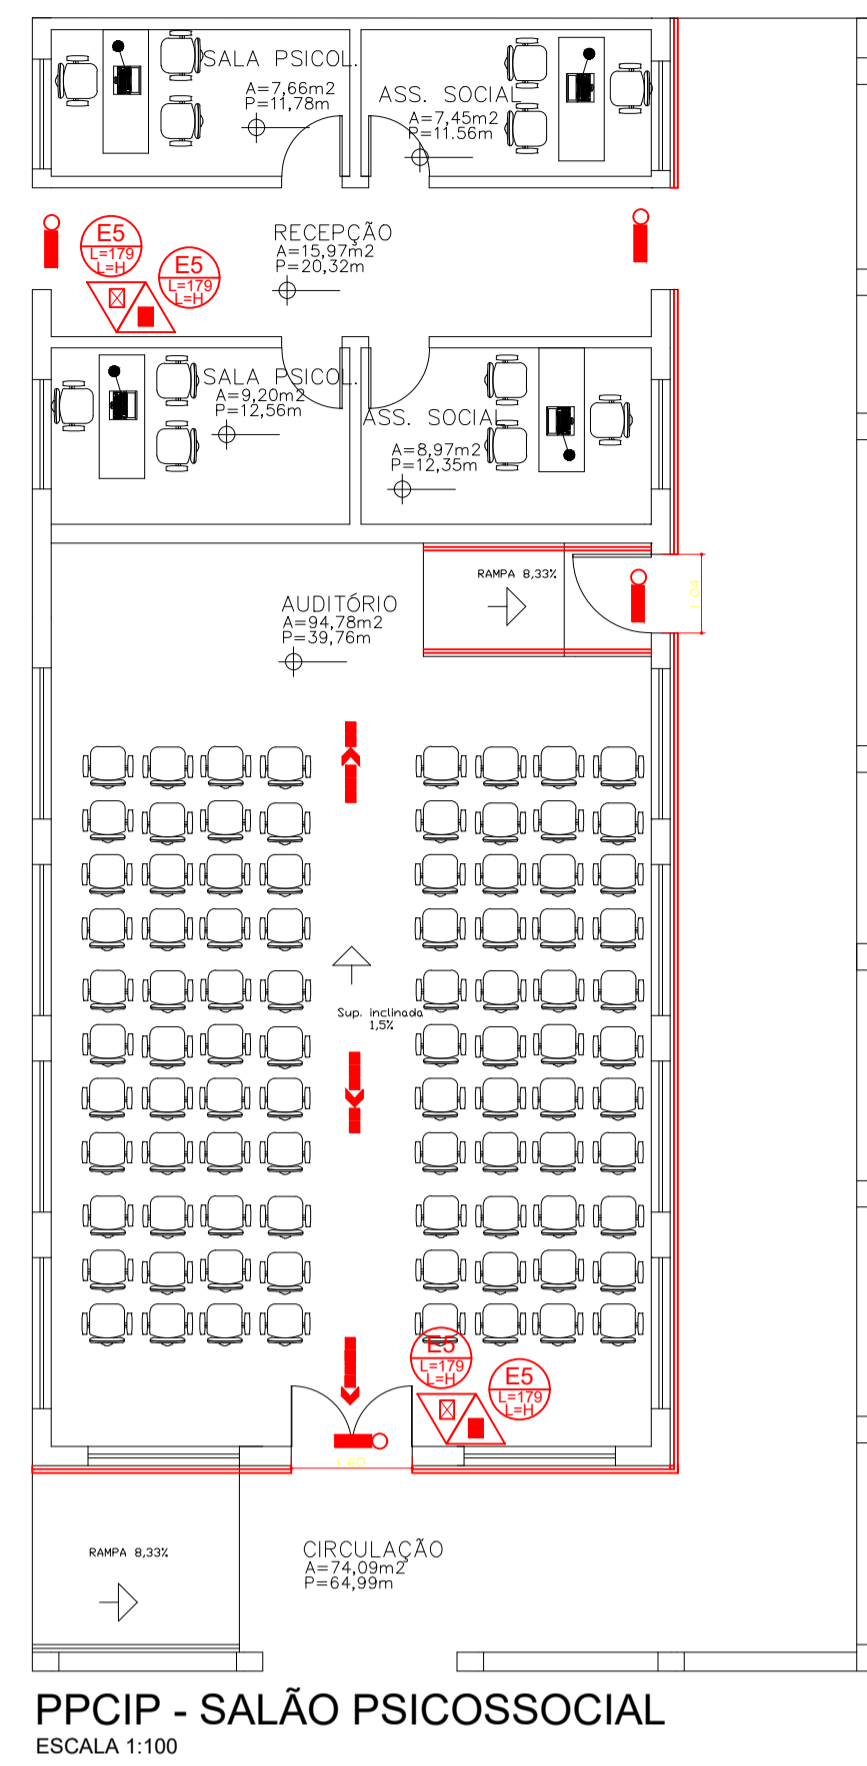 SALA PSICOL.
A=7,66m2
P=11,78m
ASS. SOCIAL
A=7,45m2
P=11.56m
RECEPÇÃO
A=15,97m2
P=20,32m
E5
L=179
L=H
E5
L=179
L=H
SALA PSICOL.
A=9,20m2
P=12,56m
ASS. SOCIAL
A=8,97m2
P=12,35m
RAMPA 8,33%
1.04
AUDITÓRIO
A=94,78m2
P=39,76m
Sup. inclinada
1,5%
E5
L=179
L=H
E5
L=179
L=H
1.60
RAMPA 8,33%
CIRCULAÇÃO
A=74,09m2
P=64,99m
PPCIP - SALÃO PSICOSSOCIAL
ESCALA 1:100